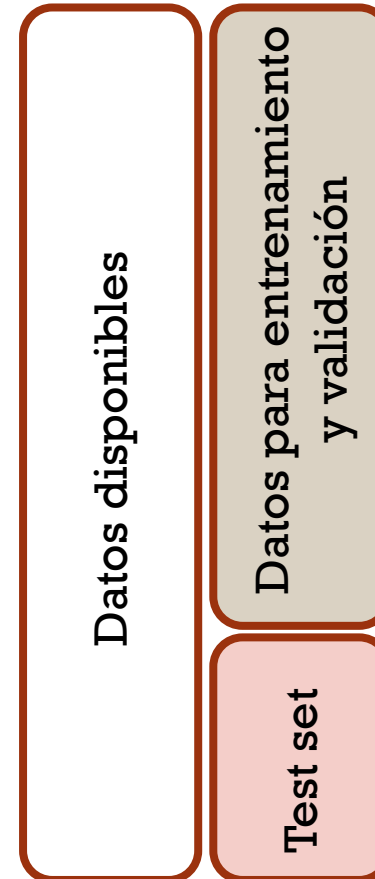 Datos disponibles
Datos para entrenamiento
y validación
Test set